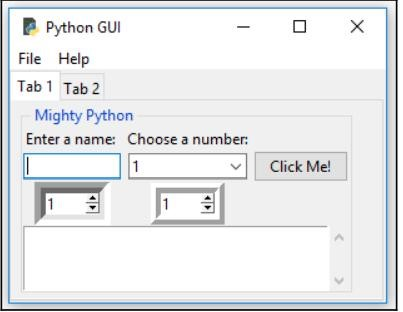 Python GUI
File Help
Tab 1 Tab 2
Mighty Python
Enter a name: Choose a number:
1 Click Me!
1 1